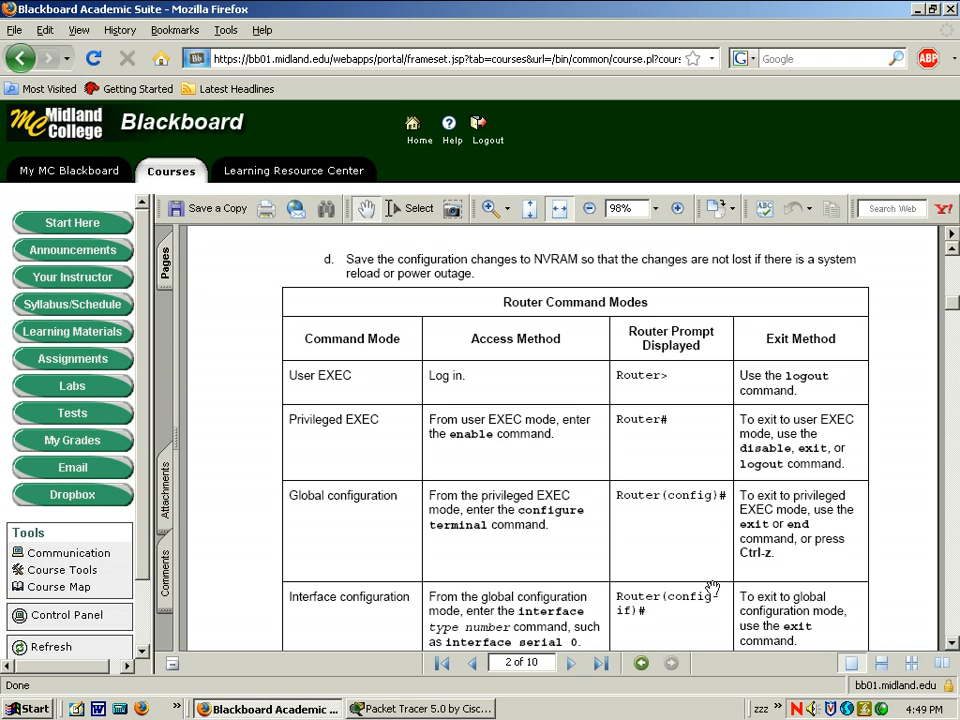 Blackboard Academic Suite - Mozilla Firefox
File Edit View History Bookmarks Tools Help
https://bb01.midland.edu/webapps/portal/frameset.jsp?tab=courses&url=/bin/common/course.pl?cours
Google
ABP
Most Visited Getting Started Latest Headlines
MC Midland College Blackboard
Home Help Logout
My MC Blackboard Courses Learning Resource Center
Save a Copy Select 98% Search Web Y!
Start Here
Announcements
Your Instructor
Syllabus/Schedule
Learning Materials
Assignments
Labs
Tests
My Grades
Email
Dropbox
Tools
Communication
Course Tools
Course Map
Control Panel
Refresh
Pages
Attachments
Comments
d. Save the configuration changes to NVRAM so that the changes are not lost if there is a system
reload or power outage.
Router Command Modes
Command Mode Access Method Router Prompt Displayed Exit Method
User EXEC
Log in.
Router>
Use the logout
command.
Privileged EXEC
From user EXEC mode, enter
the enable command.
Router#
To exit to user EXEC
mode, use the
disable, exit, or
logout command.
Global configuration
From the privileged EXEC
mode, enter the configure
terminal command.
Router(config)#
To exit to privileged
EXEC mode, use the
exit or end
command, or press
Ctrl-z.
Interface configuration
From the global configuration
mode, enter the interface
type number command, such
as interface serial 0.
Router(config-
if)#
To exit to global
configuration mode,
use the exit
command.
2 of 10
Done
bb01.midland.edu
Start
Blackboard Academic ...
Packet Tracer 5.0 by Cisc...
zzz
4:49 PM